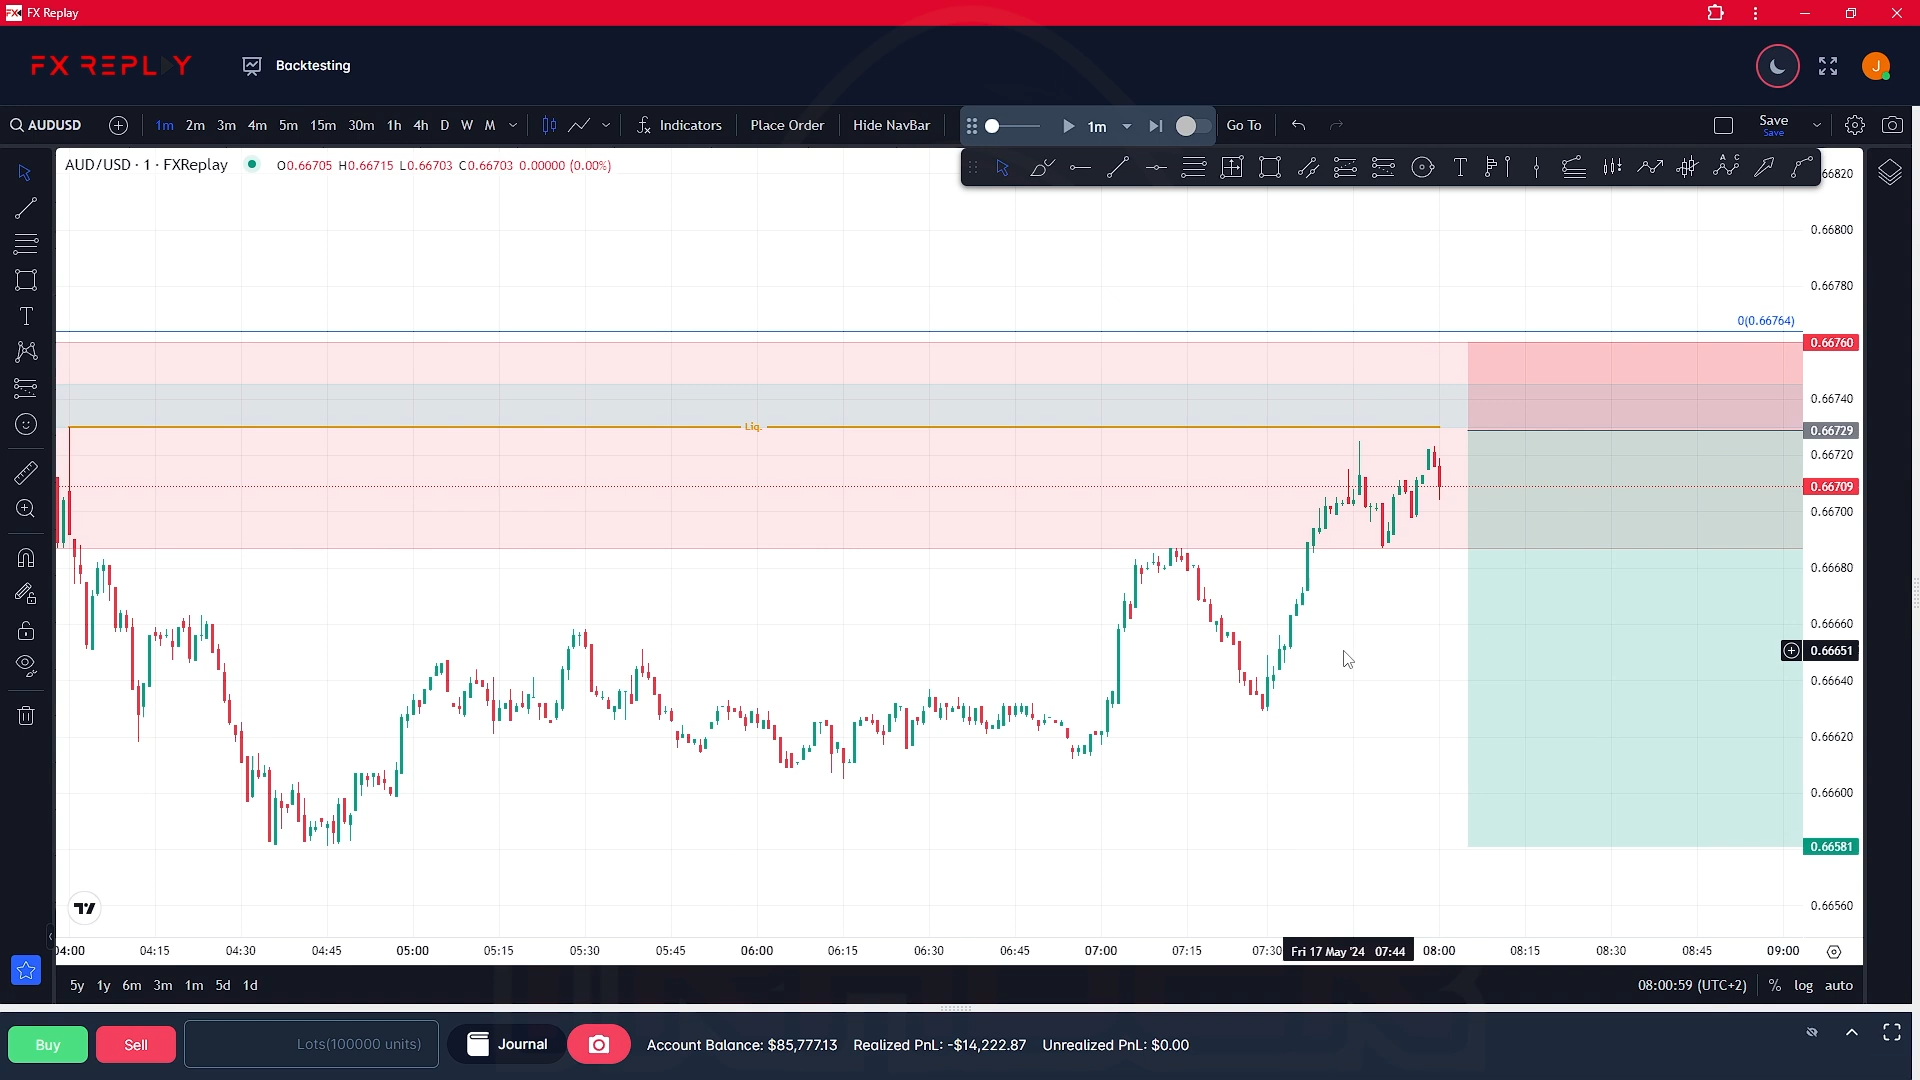 FX Replay
FX REPLAY
Backtesting
AUDUSD 1m 2m 3m 4m 5m 15m 30m 1h 4h D W M Indicators Place Order Hide NavBar 1m Go To Save
Save
AUD/USD · 1 · FXReplay O0.66705 H0.66715 L0.66703 C0.66703 0.00000 (0.00%)
66820
0.66800
0.66780
0(0.66764)
0.66760
0.66740
Liq.
0.66729
0.66720
0.66709
0.66700
0.66680
0.66660
0.66651
0.66640
0.66620
0.66600
0.66581
0.66560
04:00 04:15 04:30 04:45 05:00 05:15 05:30 05:45 06:00 06:15 06:30 06:45 07:00 07:15 07:30 Fri 17 May '24 07:44 08:00 08:15 08:30 08:45 09:00
5y 1y 6m 3m 1m 5d 1d 08:00:59 (UTC+2) % log auto
Buy Sell Lots(100000 units) Journal Account Balance: $85,777.13 Realized PnL: -$14,222.87 Unrealized PnL: $0.00
J